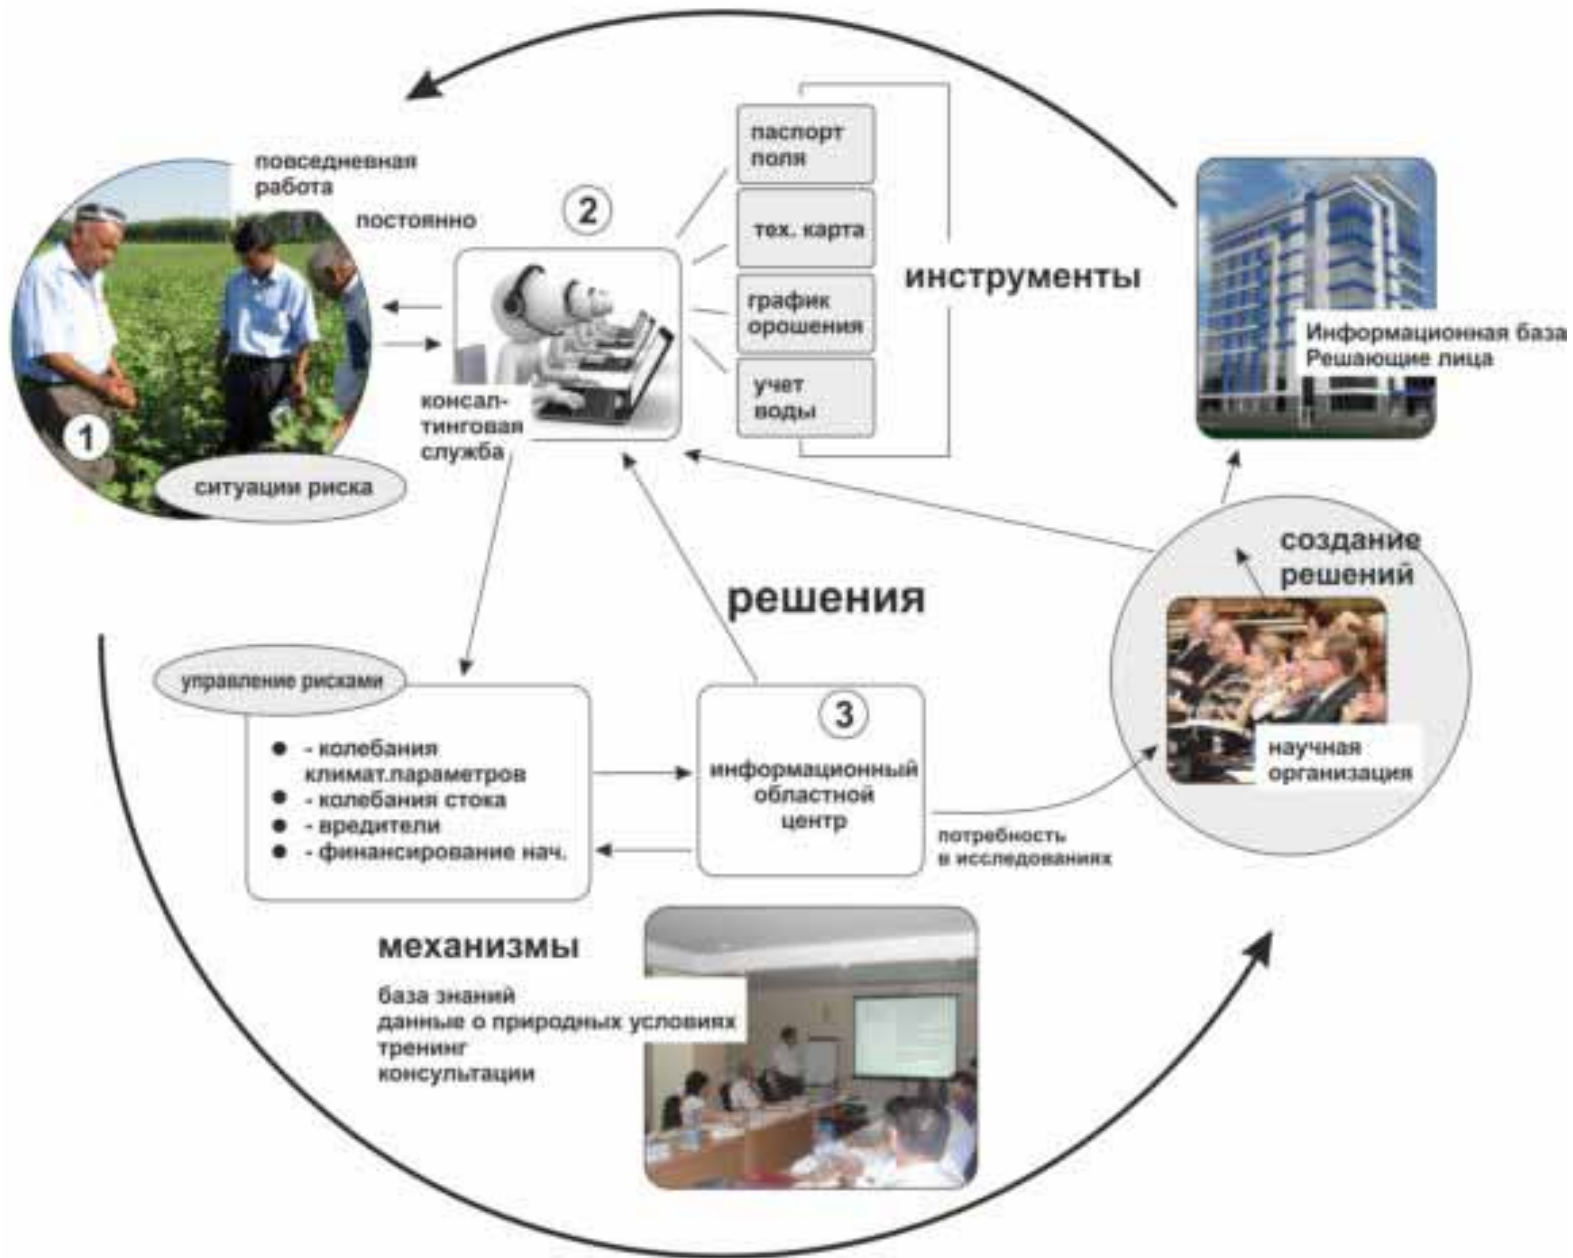 повседневная
работа
постоянно
1
ситуации риска
2
консал-
тинговая
служба
паспорт
поля
тех. карта
график
орошения
учет
воды
инструменты
Информационная база
Решающие лица
создание
решений
научная
организация
решения
управление рисками
- колебания
климат.параметров
- колебания стока
- вредители
- финансирование нач.
3
информационный
областной
центр
потребность
в исследованиях
механизмы
база знаний
данные о природных условиях
тренинг
консультации